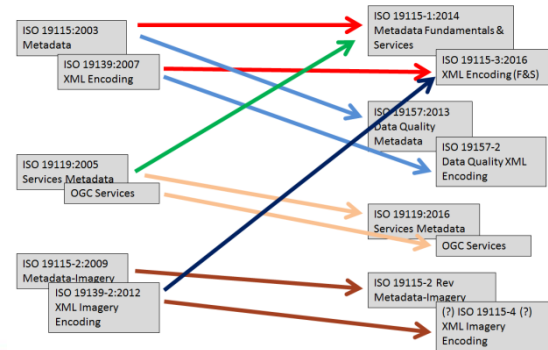 ISO 19115:2003
Metadata
ISO 19139:2007
XML Encoding
ISO 19119:2005
Services Metadata
OGC Services
ISO 19115-2:2009
Metadata-Imagery
ISO 19139-2:2012
XML Imagery
Encoding
ISO 19115-1:2014
Metadata Fundamentals &
Services
ISO 19115-3:2016
XML Encoding (F&S)
ISO 19157:2013
Data Quality
Metadata
ISO 19157-2
Data Quality XML
Encoding
ISO 19119:2016
Services Metadata
OGC Services
ISO 19115-2 Rev
Metadata-Imagery
(?) ISO 19115-4 (?)
XML Imagery
Encoding